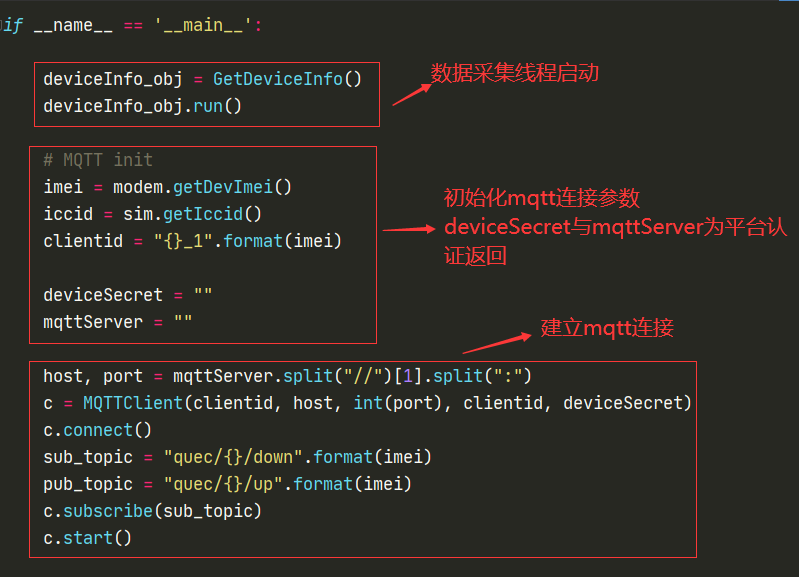 if __name__ == '__main__':
deviceInfo_obj = GetDeviceInfo()
deviceInfo_obj.run()
数据采集线程启动
# MQTT init
imei = modem.getDevImei()
iccid = sim.getIccid()
clientid = "{}_1".format(imei)
deviceSecret = ""
mqttServer = ""
初始化mqtt连接参数
deviceSecret与mqttServer为平台认
证返回
建立mqtt连接
host, port = mqttServer.split("//")[1].split(":")
c = MQTTClient(clientid, host, int(port), clientid, deviceSecret)
c.connect()
sub_topic = "quec/{}/down".format(imei)
pub_topic = "quec/{}/up".format(imei)
c.subscribe(sub_topic)
c.start()